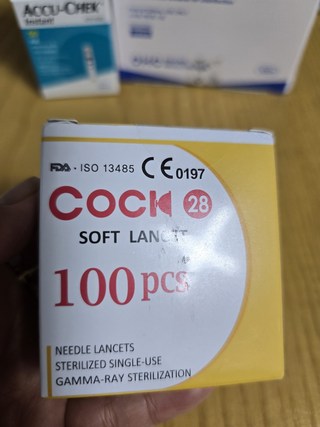 ACCU-CHEK
Instant
FDA - ISO 13485 CE 0197
COCK 28
SOFT LANCET
100 pcs
NEEDLE LANCETS
STERILIZED SINGLE-USE
GAMMA-RAY STERILIZATION